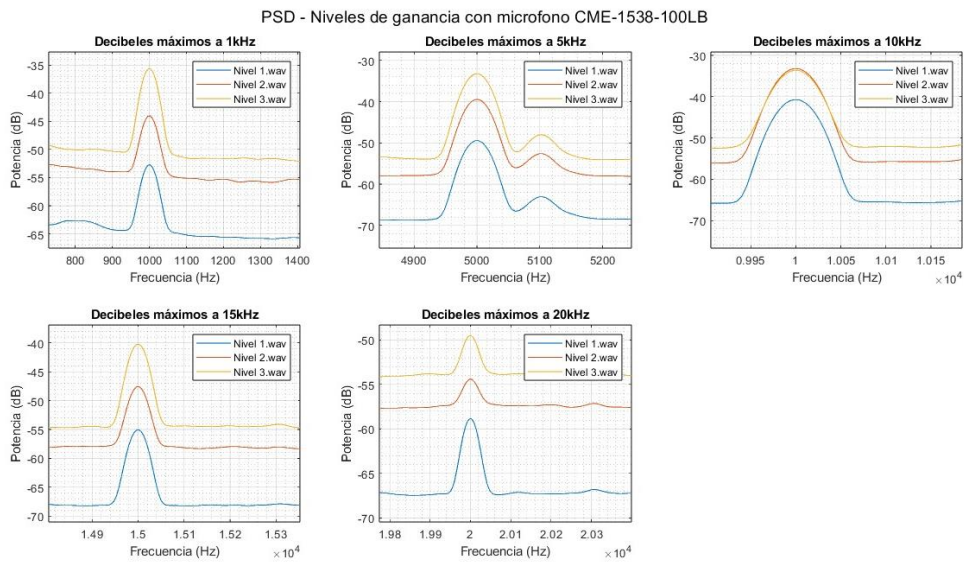 PSD - Niveles de ganancia con microfono CME-1538-100LB
Decibeles máximos a 1kHz
Potencia (dB)
-35
-40
-45
-50
-55
-60
-65
800 900 1000 1100 1200 1300 1400
Frecuencia (Hz)
Nivel 1.wav
Nivel 2.wav
Nivel 3.wav
Decibeles máximos a 5kHz
Potencia (dB)
-30
-40
-50
-60
-70
4900 5000 5100 5200
Frecuencia (Hz)
Nivel 1.wav
Nivel 2.wav
Nivel 3.wav
Decibeles máximos a 10kHz
Potencia (dB)
-30
-40
-50
-60
-70
0.995 1 1.005 1.01 1.015
Frecuencia (Hz)
×10⁴
Nivel 1.wav
Nivel 2.wav
Nivel 3.wav
Decibeles máximos a 15kHz
Potencia (dB)
-40
-45
-50
-55
-60
-65
-70
1.49 1.5 1.51 1.52 1.53
Frecuencia (Hz)
×10⁴
Nivel 1.wav
Nivel 2.wav
Nivel 3.wav
Decibeles máximos a 20kHz
Potencia (dB)
-50
-55
-60
-65
-70
1.98 1.99 2 2.01 2.02 2.03
Frecuencia (Hz)
×10⁴
Nivel 1.wav
Nivel 2.wav
Nivel 3.wav